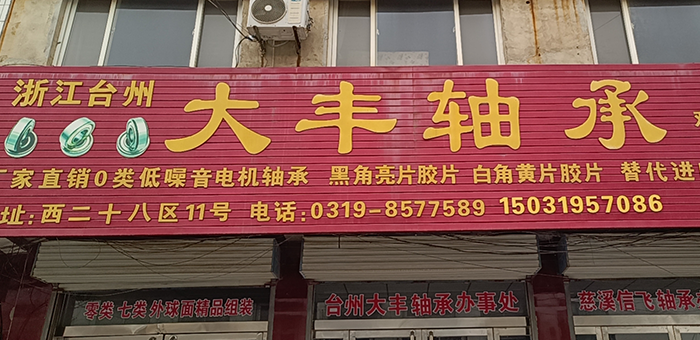 浙江台州
大丰轴承
厂家直销0类低噪音电机轴承 黑角亮片胶片 白角黄片胶片 替代进
址:西二十八区11号 电话:0319-8577589 15031957086
零类 七类 外球面精品组装
台州大丰轴承办事处
慈溪信飞轴承